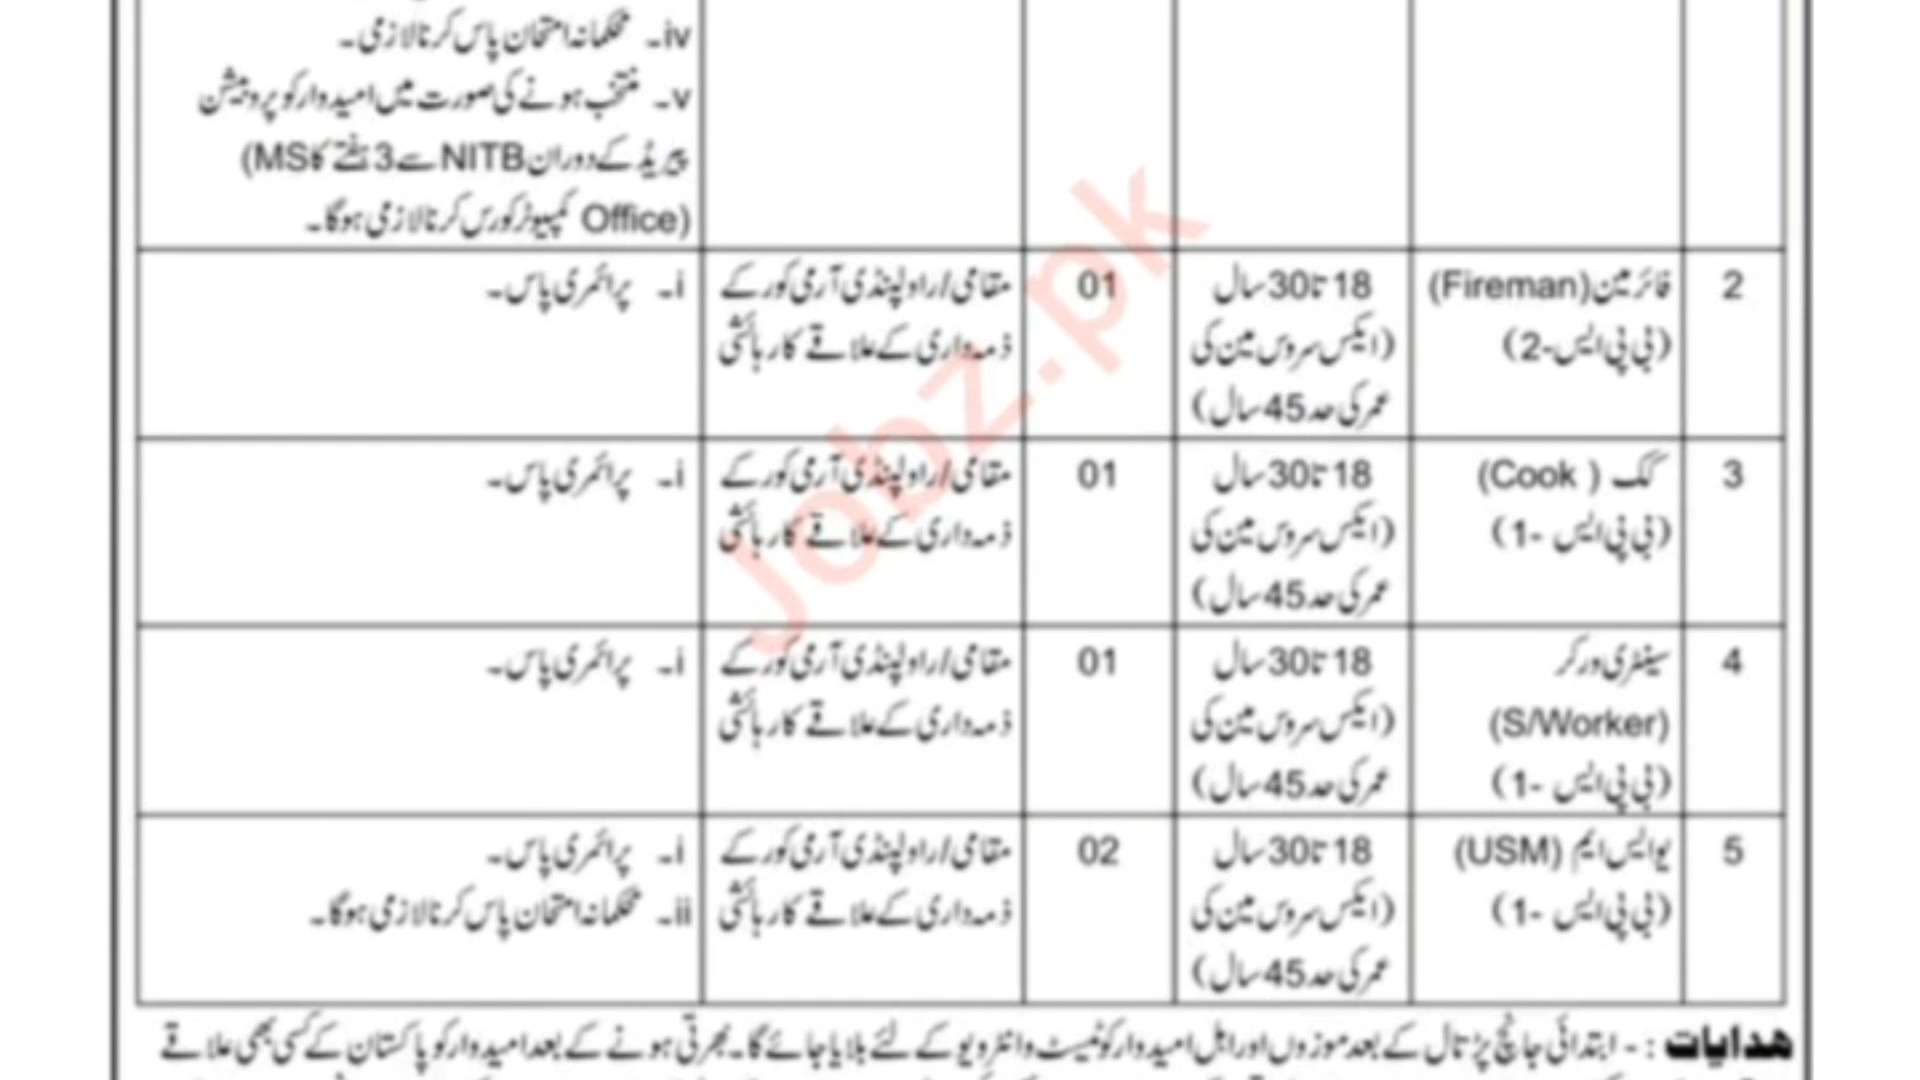 iv۔ محکمانہ امتحان پاس کرنا لازمی۔
v۔ منتخب ہونے کی صورت میں امیدوار کو پروبیشن
پیریڈ کے دوران NITB سے 3 ہفتے کا MS)
(Office کمپیوٹر کورس کرنا لازمی ہوگا۔
2
فائرمین (Fireman)
(بی پی ایس-2)
18 تا 30 سال
(ایکس سروس مین کی
عمر کی حد 45 سال)
01
مقامی/راولپنڈی آرمی کور کے
ذمہ داری کے علاقے کا رہائشی
i۔ پرائمری پاس۔
3
کک (Cook )
(بی پی ایس -1)
18 تا 30 سال
(ایکس سروس مین کی
عمر کی حد 45 سال)
01
مقامی/راولپنڈی آرمی کور کے
ذمہ داری کے علاقے کا رہائشی
i۔ پرائمری پاس۔
4
سینٹری ورکر
(S/Worker)
(بی پی ایس -1)
18 تا 30 سال
(ایکس سروس مین کی
عمر کی حد 45 سال)
01
مقامی/راولپنڈی آرمی کور کے
ذمہ داری کے علاقے کا رہائشی
i۔ پرائمری پاس۔
5
یو ایس ایم (USM)
(بی پی ایس -1)
18 تا 30 سال
(ایکس سروس مین کی
عمر کی حد 45 سال)
02
مقامی/راولپنڈی آرمی کور کے
ذمہ داری کے علاقے کا رہائشی
i۔ پرائمری پاس۔
ii۔ محکمانہ امتحان پاس کرنا لازمی ہوگا۔
ھدایات :- ابتدائی جانچ پڑتال کے بعد موزوں اور اہل امیدوار کو ٹیسٹ و انٹرویو کے لئے بلایا جائے گا۔ بھرتی ہونے کے بعد امیدوار کو پاکستان کے کسی بھی علاقے
Jobz.pk